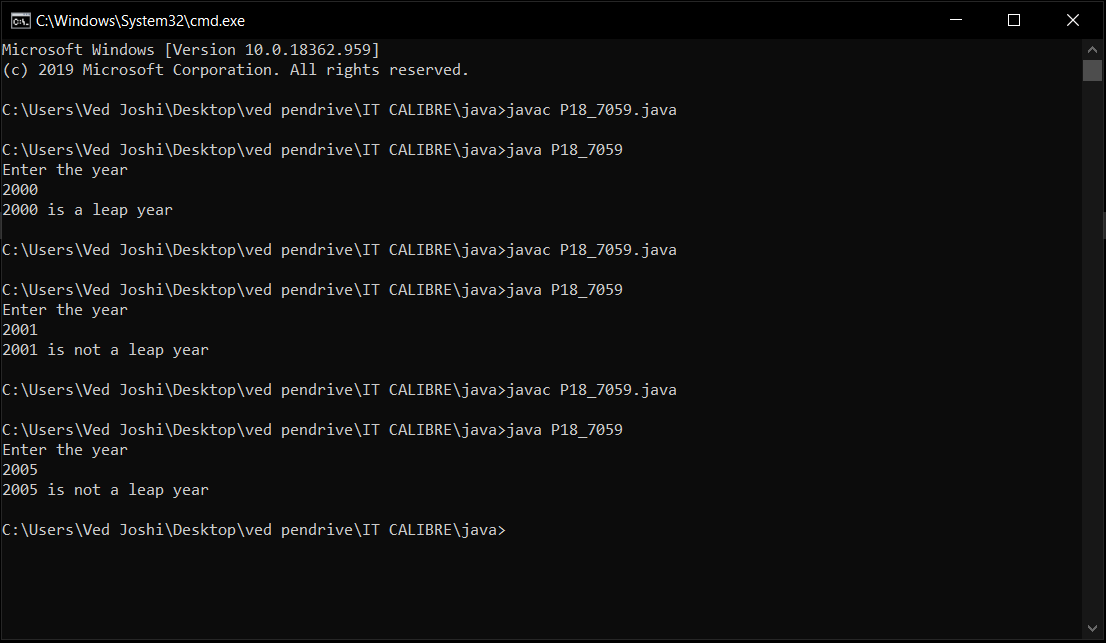 C:\Windows\System32\cmd.exe
Microsoft Windows [Version 10.0.18362.959]
(c) 2019 Microsoft Corporation. All rights reserved.
C:\Users\Ved Joshi\Desktop\ved pendrive\IT CALIBRE\java>javac P18_7059.java
C:\Users\Ved Joshi\Desktop\ved pendrive\IT CALIBRE\java>java P18_7059
Enter the year
2000
2000 is a leap year
C:\Users\Ved Joshi\Desktop\ved pendrive\IT CALIBRE\java>javac P18_7059.java
C:\Users\Ved Joshi\Desktop\ved pendrive\IT CALIBRE\java>java P18_7059
Enter the year
2001
2001 is not a leap year
C:\Users\Ved Joshi\Desktop\ved pendrive\IT CALIBRE\java>javac P18_7059.java
C:\Users\Ved Joshi\Desktop\ved pendrive\IT CALIBRE\java>java P18_7059
Enter the year
2005
2005 is not a leap year
C:\Users\Ved Joshi\Desktop\ved pendrive\IT CALIBRE\java>